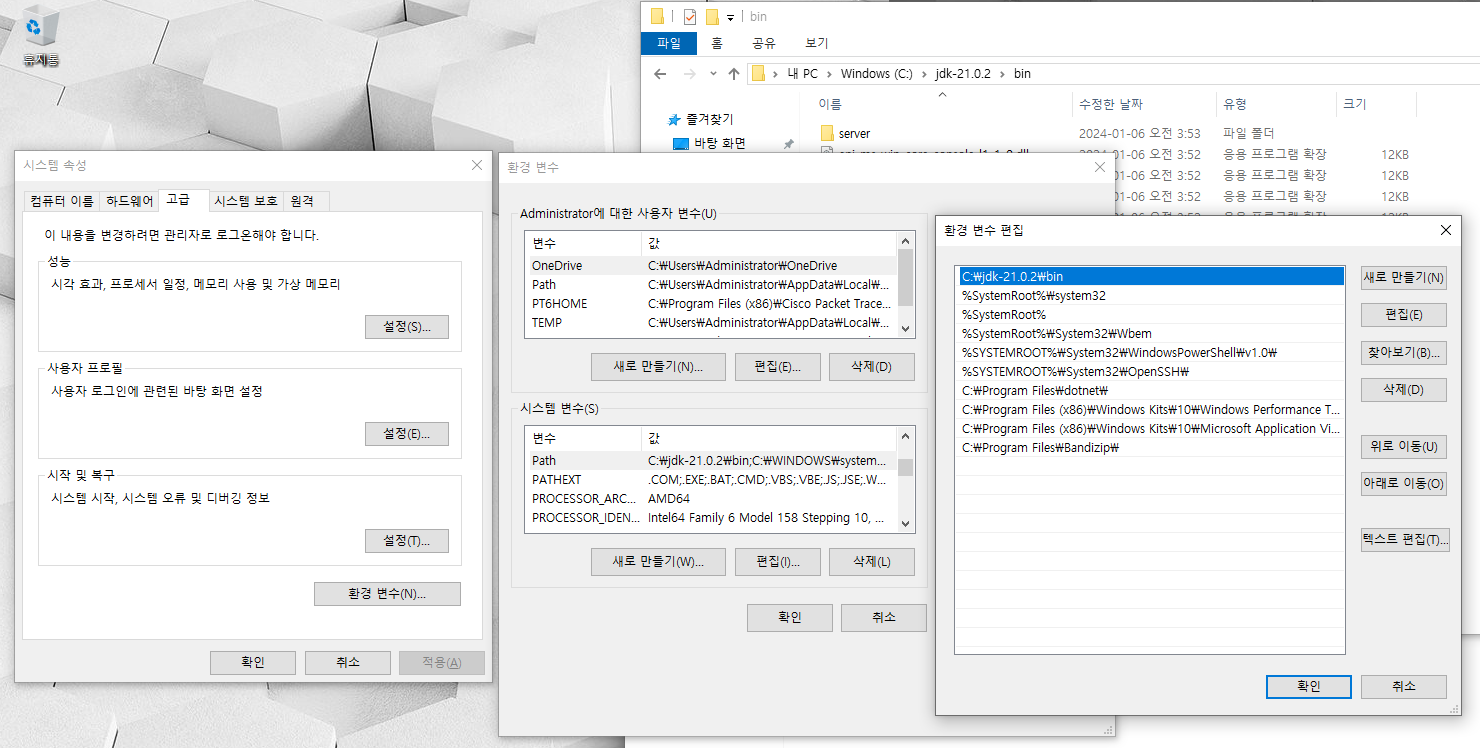 휴지통
bin
파일 홈 공유 보기
내 PC > Windows (C:) > jdk-21.0.2 > bin
즐겨찾기
바탕 화면
이름 수정한 날짜 유형 크기
server 2024-01-06 오전 3:53 파일 폴더
01-06 오전 3:52 응용 프로그램 확장 12KB
01-06 오전 3:52 응용 프로그램 확장 12KB
01-06 오전 3:52 응용 프로그램 확장 12KB
시스템 속성
컴퓨터 이름 하드웨어 고급 시스템 보호 원격
이 내용을 변경하려면 관리자로 로그온해야 합니다.
성능
시각 효과, 프로세서 일정, 메모리 사용 및 가상 메모리
설정(S)...
사용자 프로필
사용자 로그인에 관련된 바탕 화면 설정
설정(E)...
시작 및 복구
시스템 시작, 시스템 오류 및 디버깅 정보
설정(T)...
환경 변수(N)...
확인 취소 적용(A)
환경 변수
Administrator에 대한 사용자 변수(U)
변수 값
OneDrive C:₩Users₩Administrator₩OneDrive
Path C:₩Users₩Administrator₩AppData₩Local₩...
PT6HOME C:₩Program Files (x86)₩Cisco Packet Trace...
TEMP C:₩Users₩Administrator₩AppData₩Local₩...
새로 만들기(N)... 편집(E)... 삭제(D)
시스템 변수(S)
변수 값
Path C:₩jdk-21.0.2₩bin;C:₩WINDOWS₩system...
PATHEXT .COM;.EXE;.BAT;.CMD;.VBS;.VBE;.JS;.JSE;.W...
PROCESSOR_ARC... AMD64
PROCESSOR_IDEN... Intel64 Family 6 Model 158 Stepping 10, ...
새로 만들기(W)... 편집(I)... 삭제(L)
확인 취소
환경 변수 편집
C:₩jdk-21.0.2₩bin
%SystemRoot%₩system32
%SystemRoot%
%SystemRoot%₩System32₩Wbem
%SYSTEMROOT%₩System32₩WindowsPowerShell₩v1.0₩
%SYSTEMROOT%₩System32₩OpenSSH₩
C:₩Program Files₩dotnet₩
C:₩Program Files (x86)₩Windows Kits₩10₩Windows Performance T...
C:₩Program Files (x86)₩Windows Kits₩10₩Microsoft Application Vi...
C:₩Program Files₩Bandizip₩
새로 만들기(N)
편집(E)
찾아보기(B)...
삭제(D)
위로 이동(U)
아래로 이동(O)
텍스트 편집(T)...
확인 취소